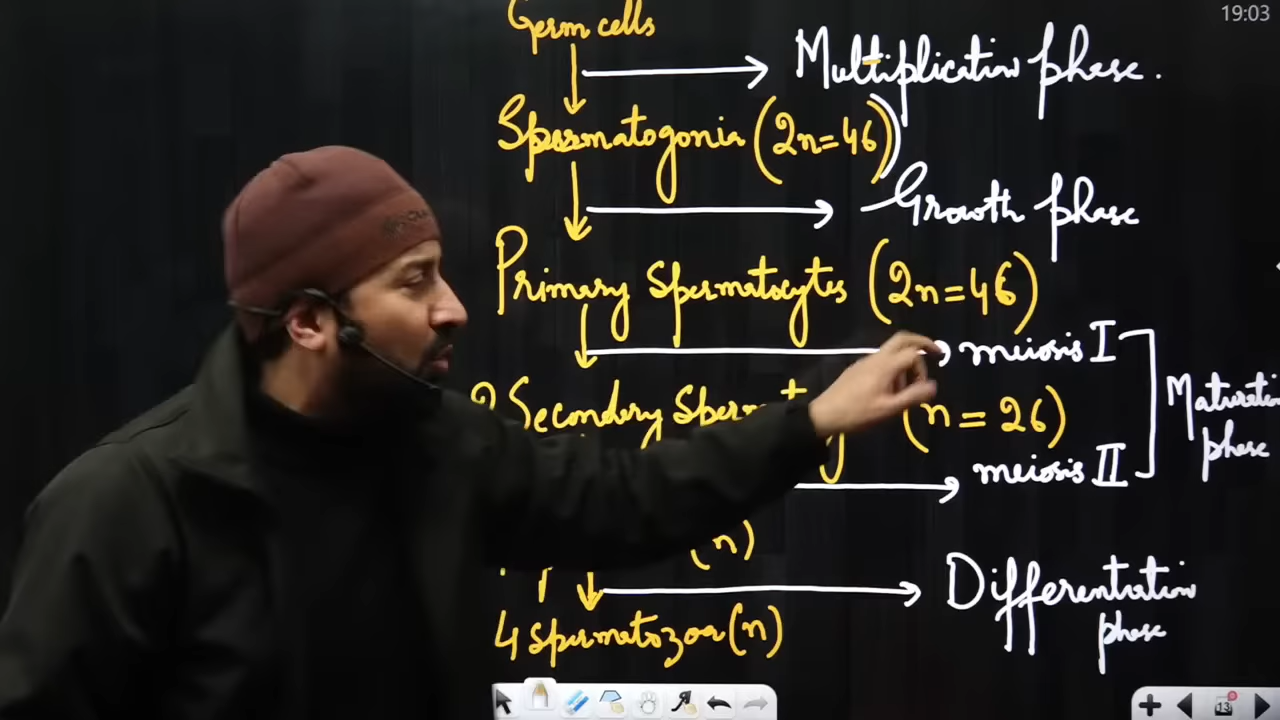 19:03
Germ cells
Multiplication phase.
Spermatogonia (2n=46)
Growth phase
Primary Spermatocytes (2n=46)
meiosis I
2 Secondary (n = 26)
Maturation
phase
meiosis II
(n)
Differentiation
phase
4 Spermatozoa (n)
13